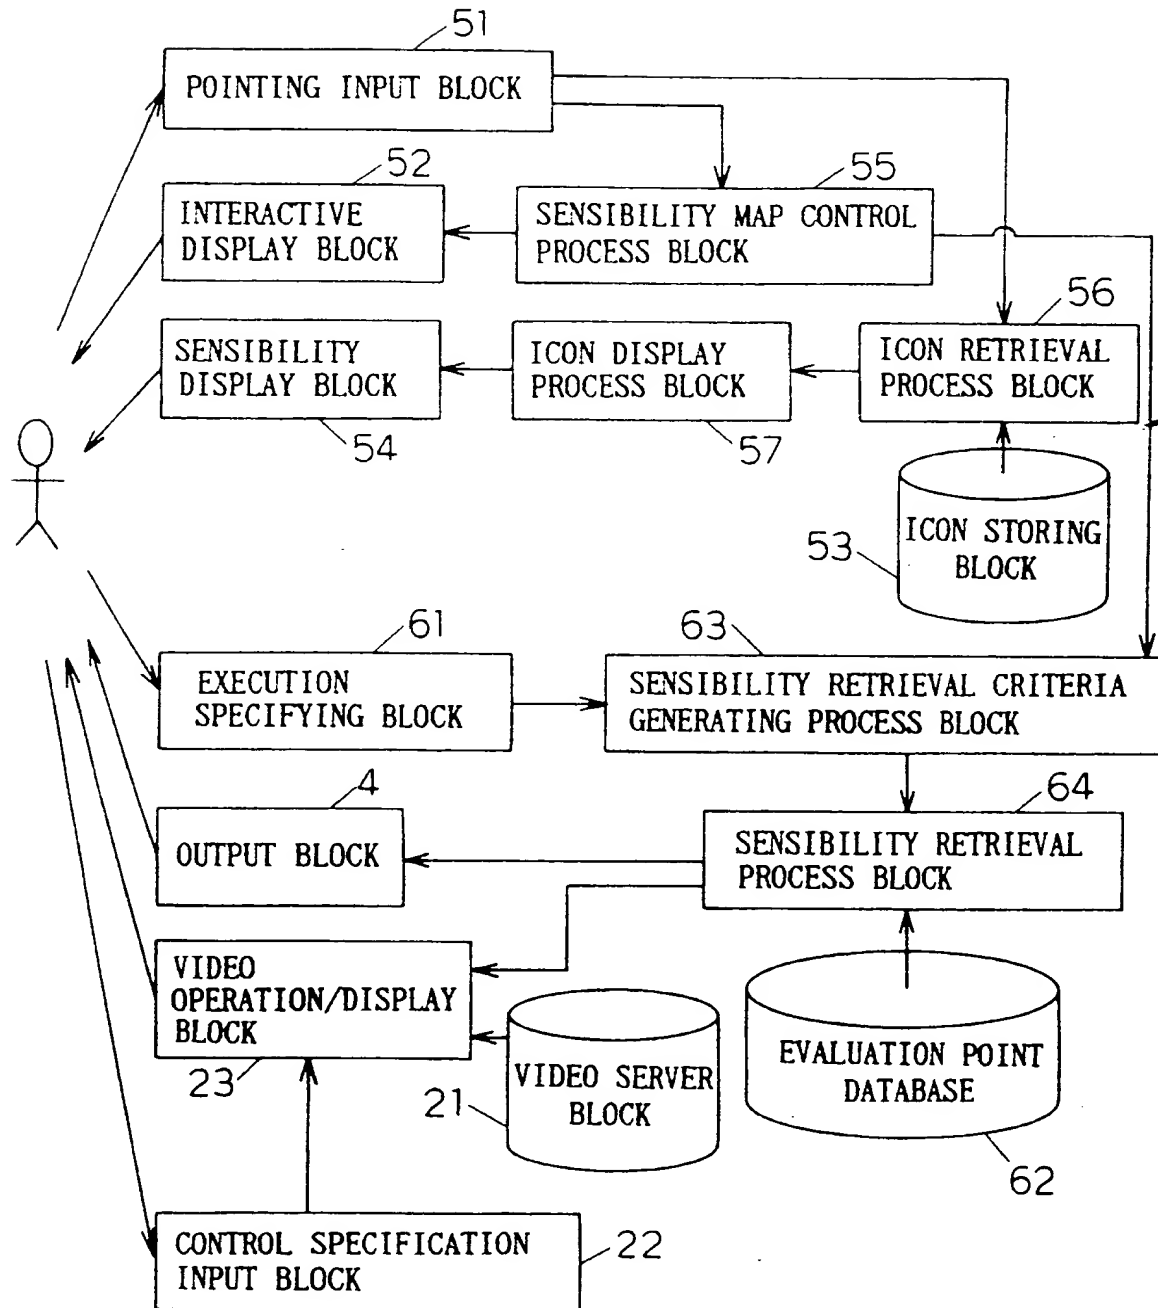 51
POINTING INPUT BLOCK
52
INTERACTIVE
DISPLAY BLOCK
55
SENSIBILITY MAP CONTROL
PROCESS BLOCK
SENSIBILITY
DISPLAY BLOCK
54
ICON DISPLAY
PROCESS BLOCK
57
56
ICON RETRIEVAL
PROCESS BLOCK
ICON STORING
BLOCK
53
61
EXECUTION
SPECIFYING BLOCK
63
SENSIBILITY RETRIEVAL CRITERIA
GENERATING PROCESS BLOCK
4
OUTPUT BLOCK
64
SENSIBILITY RETRIEVAL
PROCESS BLOCK
VIDEO
OPERATION/DISPLAY
BLOCK
23
VIDEO SERVER
BLOCK
21
EVALUATION POINT
DATABASE
62
CONTROL SPECIFICATION
INPUT BLOCK
22